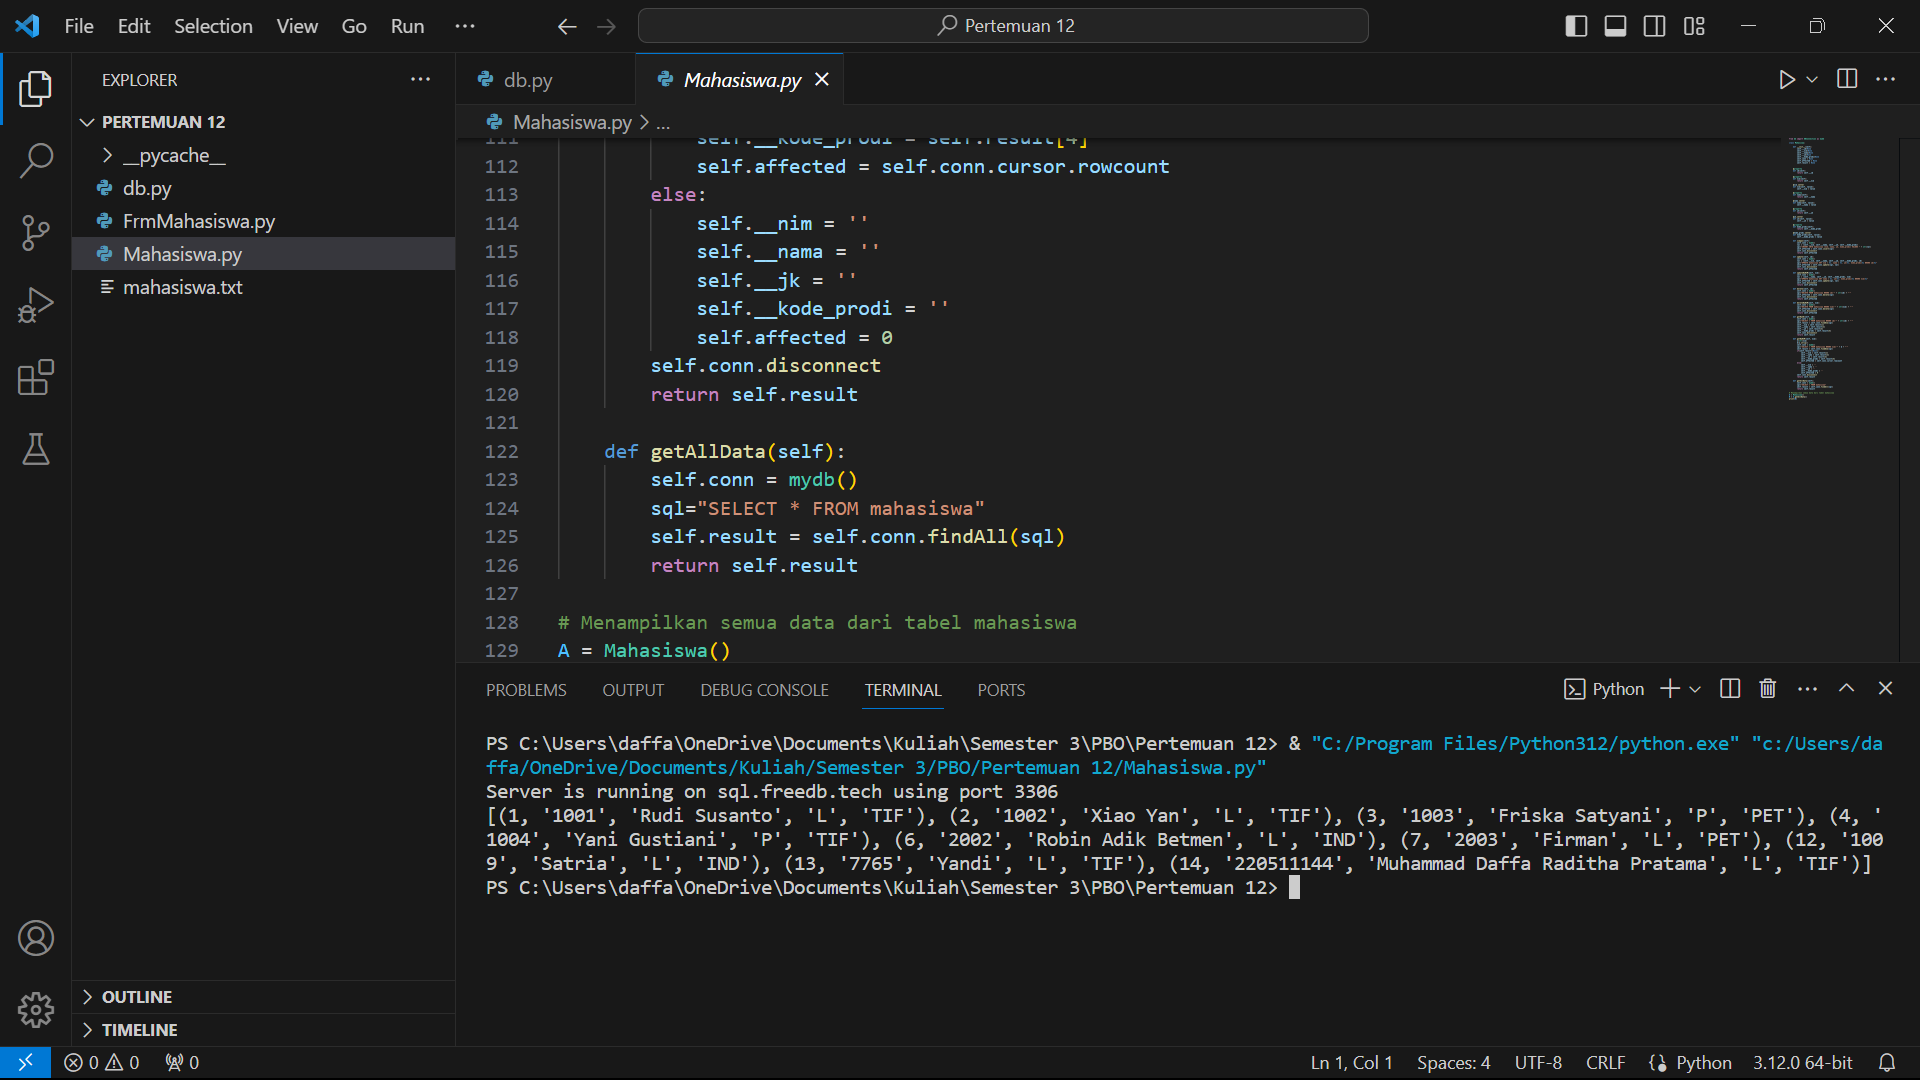 File Edit Selection View Go Run ...
Pertemuan 12
EXPLORER
PERTEMUAN 12
__pycache__
db.py
FrmMahasiswa.py
Mahasiswa.py
mahasiswa.txt
OUTLINE
TIMELINE
db.py Mahasiswa.py
Mahasiswa.py > ...
111 self.__kode_prodi = self.result[4]
112 self.affected = self.conn.cursor.rowcount
113 else:
114 self.__nim = ''
115 self.__nama = ''
116 self.__jk = ''
117 self.__kode_prodi = ''
118 self.affected = 0
119 self.conn.disconnect
120 return self.result
121
122 def getAllData(self):
123 self.conn = mydb()
124 sql="SELECT * FROM mahasiswa"
125 self.result = self.conn.findAll(sql)
126 return self.result
127
128 # Menampilkan semua data dari tabel mahasiswa
129 A = Mahasiswa()
PROBLEMS OUTPUT DEBUG CONSOLE TERMINAL PORTS
Python
PS C:\Users\daffa\OneDrive\Documents\Kuliah\Semester 3\PBO\Pertemuan 12> & "C:/Program Files/Python312/python.exe" "c:/Users/da
ffa/OneDrive/Documents/Kuliah/Semester 3/PBO/Pertemuan 12/Mahasiswa.py"
Server is running on sql.freedb.tech using port 3306
[(1, '1001', 'Rudi Susanto', 'L', 'TIF'), (2, '1002', 'Xiao Yan', 'L', 'TIF'), (3, '1003', 'Friska Satyani', 'P', 'PET'), (4, '
1004', 'Yani Gustiani', 'P', 'TIF'), (6, '2002', 'Robin Adik Betmen', 'L', 'IND'), (7, '2003', 'Firman', 'L', 'PET'), (12, '100
9', 'Satria', 'L', 'IND'), (13, '7765', 'Yandi', 'L', 'TIF'), (14, '220511144', 'Muhammad Daffa Raditha Pratama', 'L', 'TIF')]
PS C:\Users\daffa\OneDrive\Documents\Kuliah\Semester 3\PBO\Pertemuan 12>
0 0 0
Ln 1, Col 1 Spaces: 4 UTF-8 CRLF Python 3.12.0 64-bit